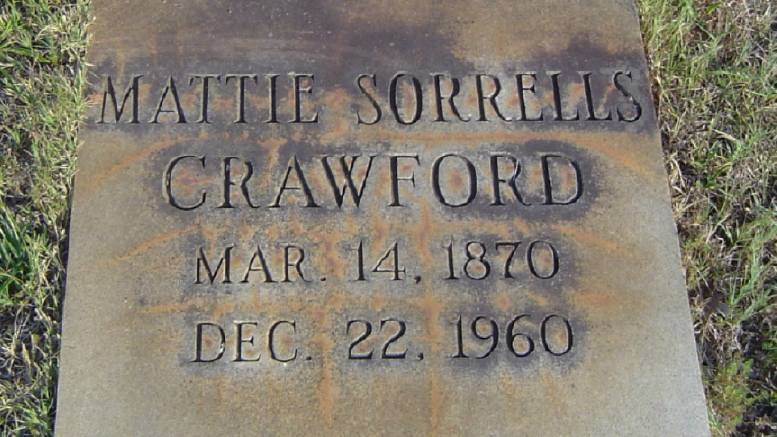 MATTIE SORRELLS
CRAWFORD
MAR. 14, 1870
DEC. 22, 1960